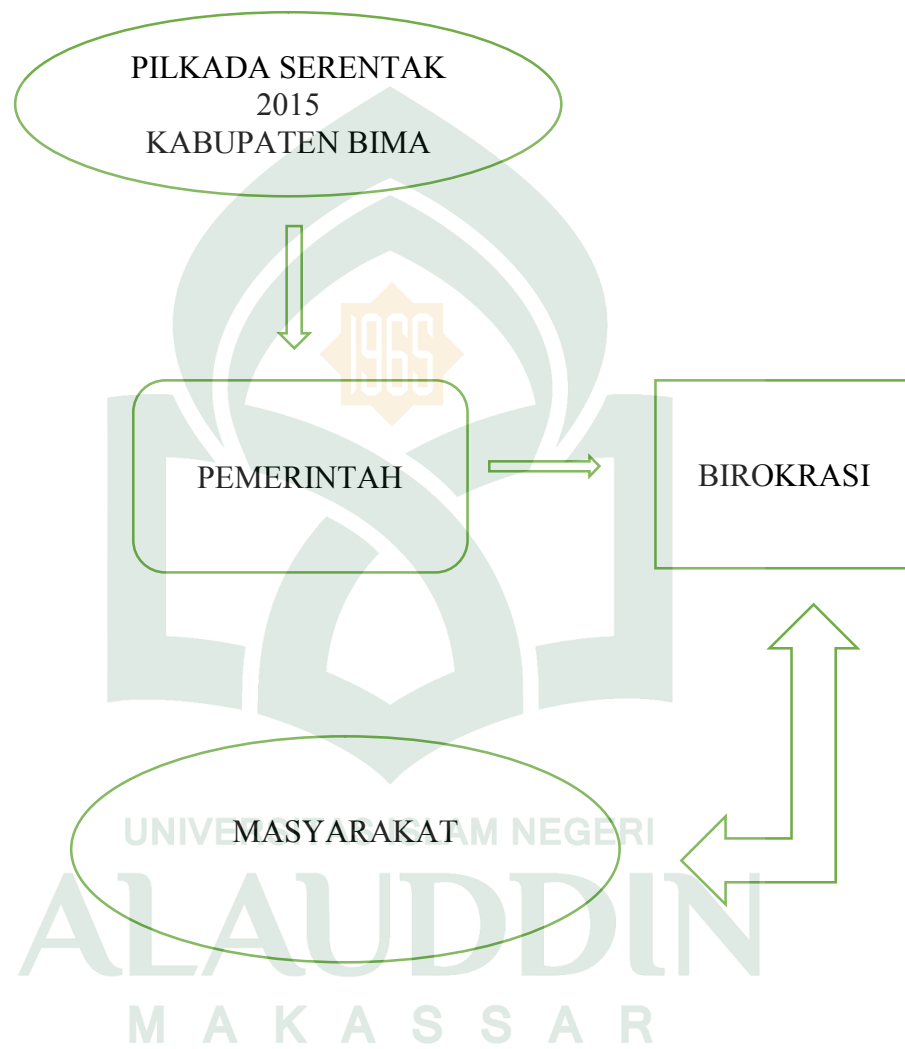 PILKADA SERENTAK
2015
KABUPATEN BIMA
1965
PEMERINTAH
BIROKRASI
MASYARAKAT
UNIVERSITAS ISLAM NEGERI
ALAUDDIN
MAKASSAR